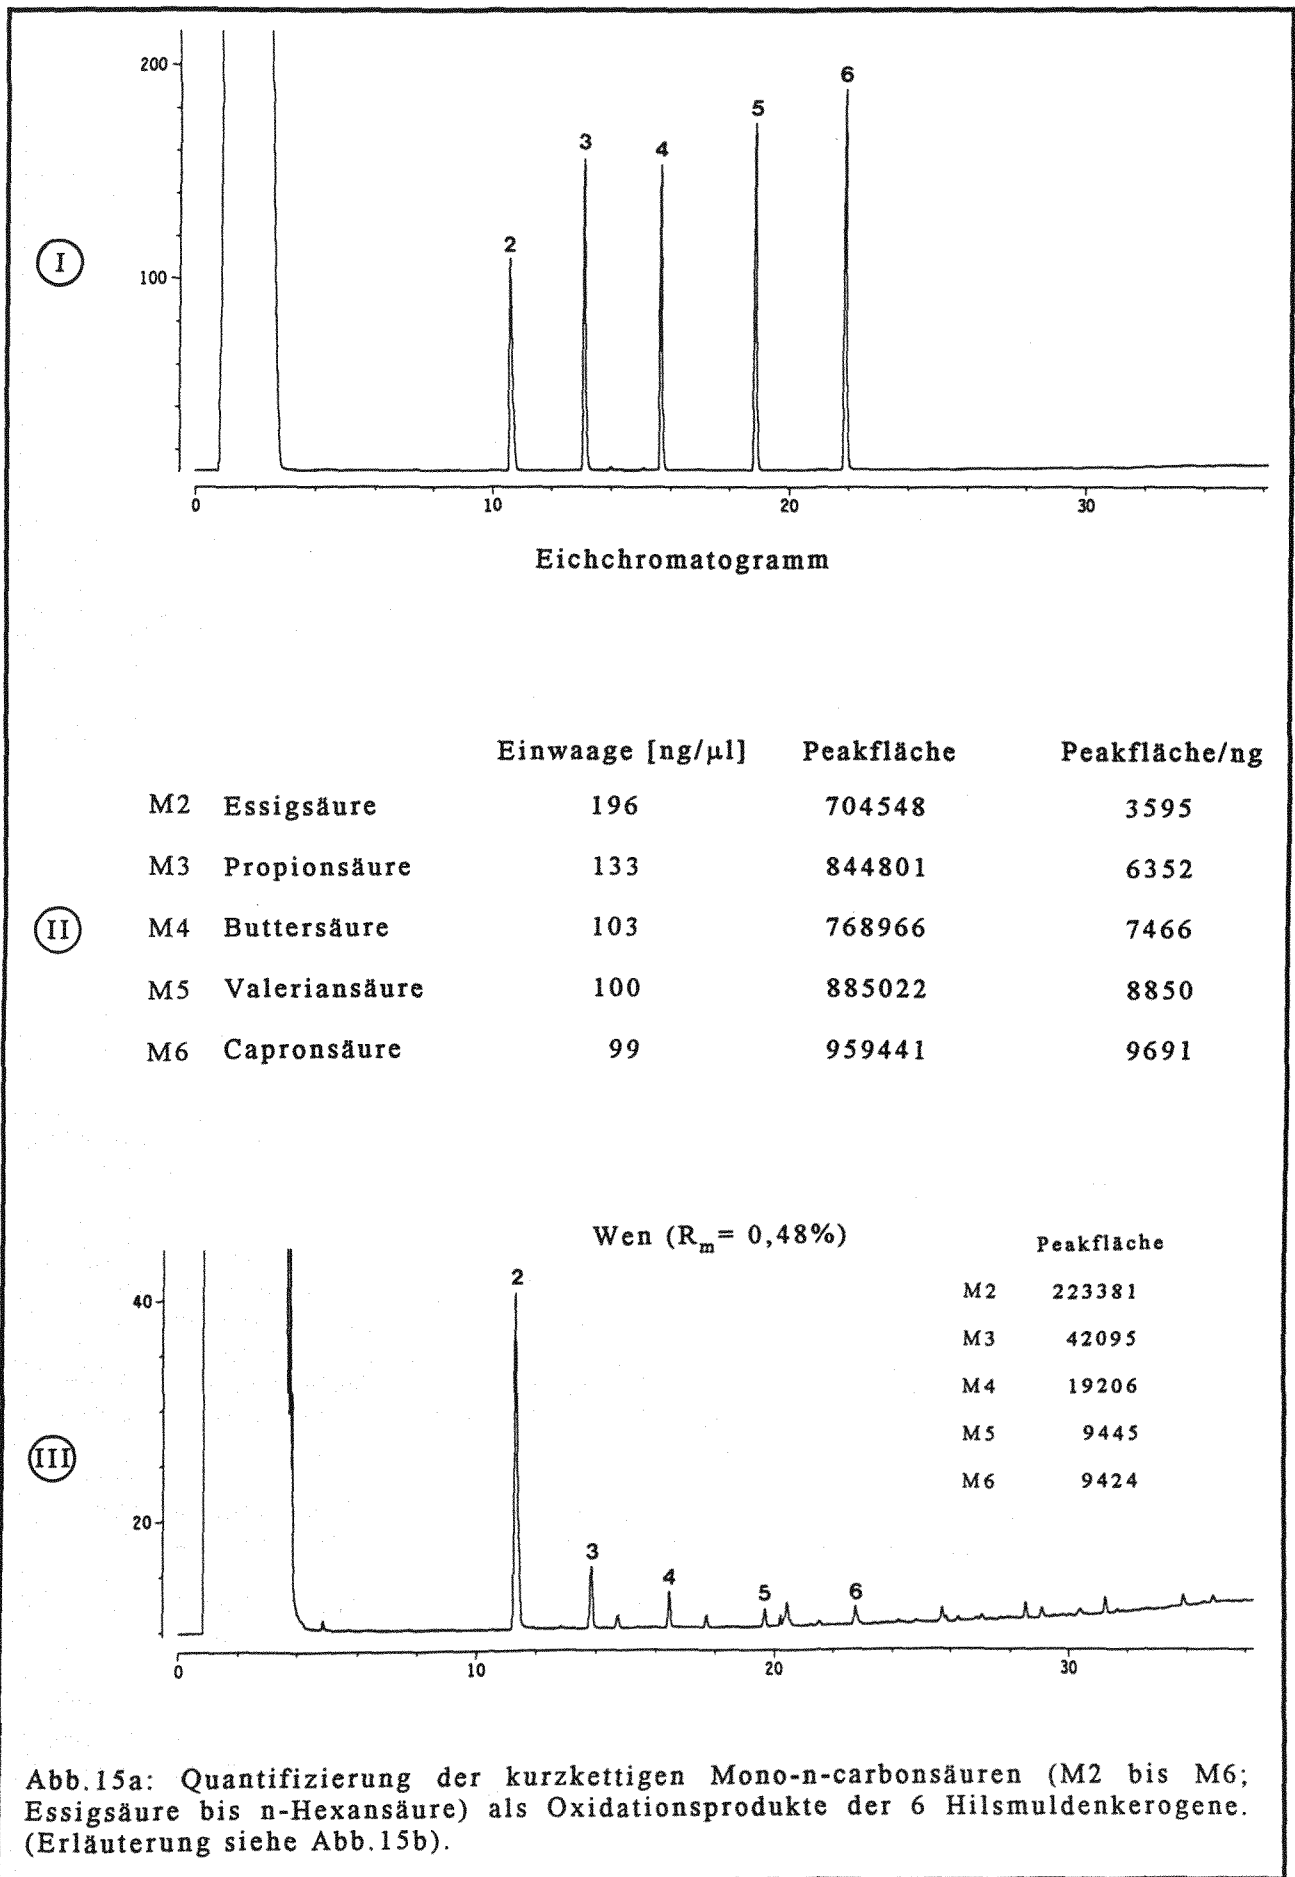 200
6
5
3
4
2
I
100
0 10 20 30
Eichchromatogramm
Einwaage [ng/µl] Peakfläche Peakfläche/ng
M2 Essigsäure 196 704548 3595
M3 Propionsäure 133 844801 6352
II M4 Buttersäure 103 768966 7466
M5 Valeriansäure 100 885022 8850
M6 Capronsäure 99 959441 9691
Wen (Rm= 0,48%)
Peakfläche
M2 223381
M3 42095
M4 19206
M5 9445
M6 9424
40
2
III
20
3
4
5
6
0 10 20 30
Abb.15a: Quantifizierung der kurzkettigen Mono-n-carbonsäuren (M2 bis M6;
Essigsäure bis n-Hexansäure) als Oxidationsprodukte der 6 Hilsmuldenkerogene.
(Erläuterung siehe Abb.15b).